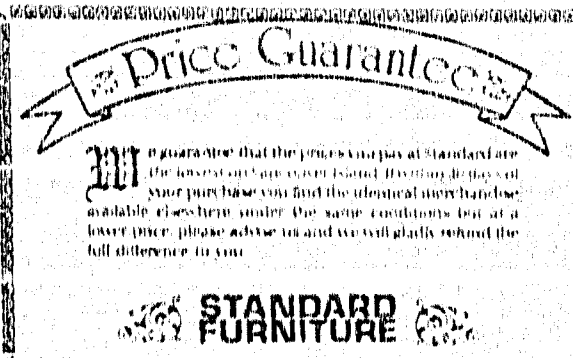 Price Guarantee
We guarantee that the prices you pay at Standard are
the lowest on Vancouver Island. If within 30 days of
your purchase you find the identical merchandise
available elsewhere under the same conditions but at a
lower price, please advise us and we will gladly refund the
full difference to you
STANDARD
FURNITURE